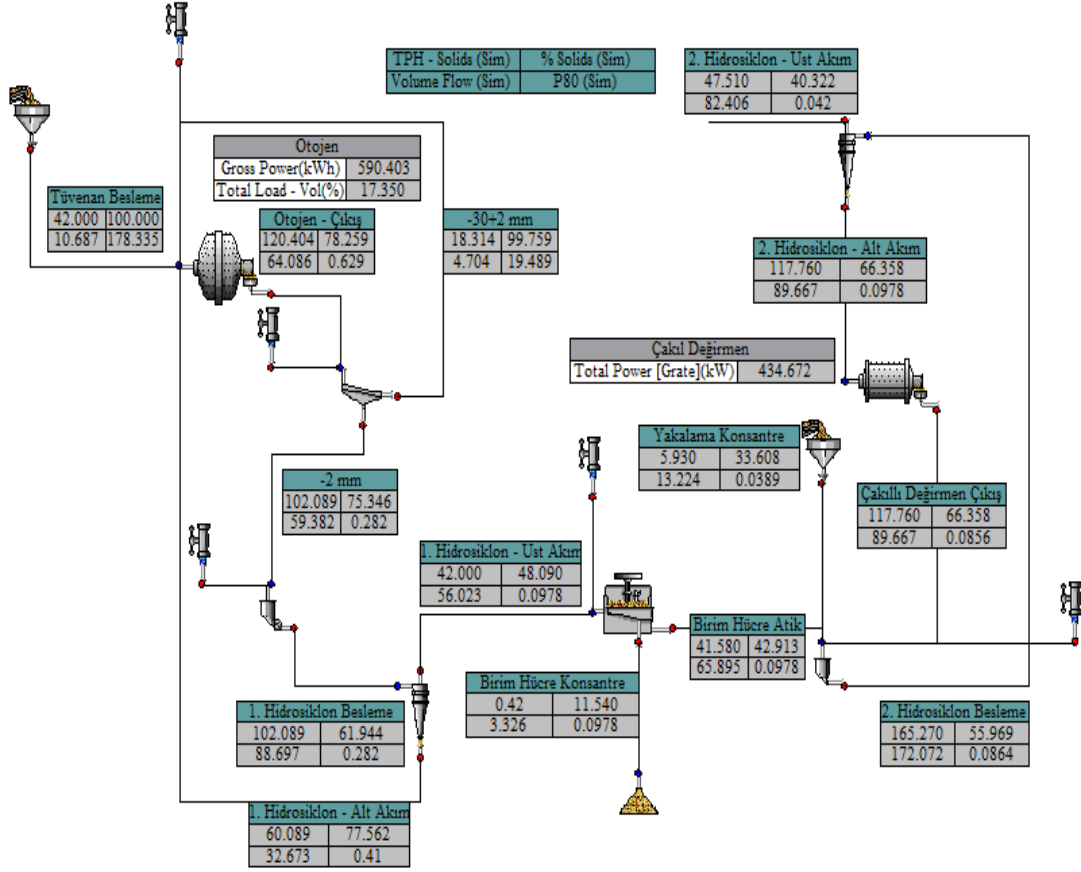 TPH - Solids (Sim) % Solids (Sim)
Volume Flow (Sim) P80 (Sim)
2. Hidrosiklon - Ust Akım
47.510 40.322
82.406 0.042
Otojen
Gross Power(kWh) 590.403
Total Load - Vol(%) 17.350
Tüvenan Besleme
42.000 100.000
10.687 178.335
Otojen - Çıkış
120.404 78.259
64.086 0.629
-30+2 mm
18.314 99.759
4.704 19.489
2. Hidrosiklon - Alt Akım
117.760 66.358
89.667 0.0978
Çakıl Değirmen
Total Power [Grate](kW) 434.672
Yakalama Konsantre
5.930 33.608
13.224 0.0389
-2 mm
102.089 75.346
59.382 0.282
Çakıllı Değirmen Çıkış
117.760 66.358
89.667 0.0856
1. Hidrosiklon - Ust Akım
42.000 48.090
56.023 0.0978
Birim Hücre Atik
41.580 42.913
65.895 0.0978
Birim Hücre Konsantre
0.42 11.540
3.326 0.0978
1. Hidrosiklon Besleme
102.089 61.944
88.697 0.282
2. Hidrosiklon Besleme
165.270 55.969
172.072 0.0864
1. Hidrosiklon - Alt Akım
60.089 77.562
32.673 0.41